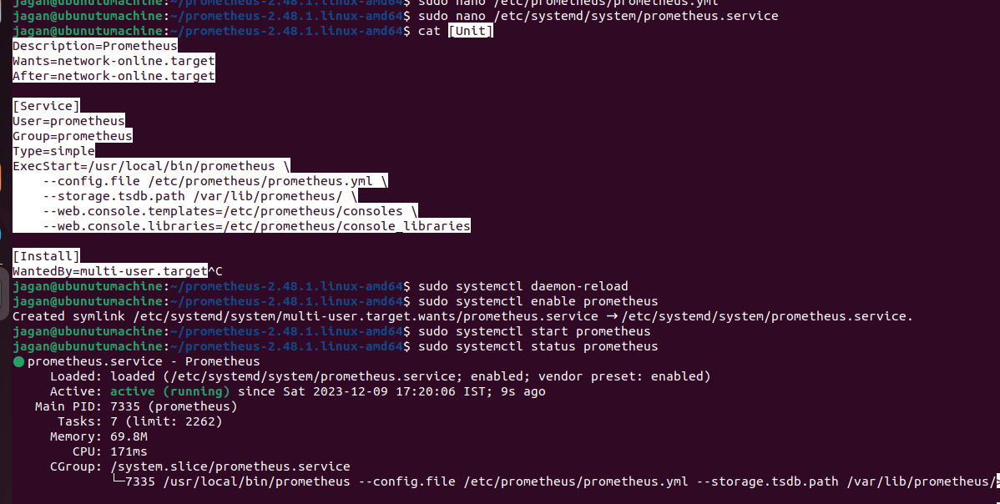 jagan@ubunutumachine:~/prometheus-2.48.1.linux-amd64$ sudo nano /etc/prometheus/prometheus.yml
jagan@ubunutumachine:~/prometheus-2.48.1.linux-amd64$ sudo nano /etc/systemd/system/prometheus.service
jagan@ubunutumachine:~/prometheus-2.48.1.linux-amd64$ cat [Unit]
Description=Prometheus
Wants=network-online.target
After=network-online.target

[Service]
User=prometheus
Group=prometheus
Type=simple
ExecStart=/usr/local/bin/prometheus \
    --config.file /etc/prometheus/prometheus.yml \
    --storage.tsdb.path /var/lib/prometheus/ \
    --web.console.templates=/etc/prometheus/consoles \
    --web.console.libraries=/etc/prometheus/console_libraries

[Install]
WantedBy=multi-user.target^C
jagan@ubunutumachine:~/prometheus-2.48.1.linux-amd64$ sudo systemctl daemon-reload
jagan@ubunutumachine:~/prometheus-2.48.1.linux-amd64$ sudo systemctl enable prometheus
Created symlink /etc/systemd/system/multi-user.target.wants/prometheus.service → /etc/systemd/system/prometheus.service.
jagan@ubunutumachine:~/prometheus-2.48.1.linux-amd64$ sudo systemctl start prometheus
jagan@ubunutumachine:~/prometheus-2.48.1.linux-amd64$ sudo systemctl status prometheus
● prometheus.service - Prometheus
     Loaded: loaded (/etc/systemd/system/prometheus.service; enabled; vendor preset: enabled)
     Active: active (running) since Sat 2023-12-09 17:20:06 IST; 9s ago
   Main PID: 7335 (prometheus)
      Tasks: 7 (limit: 2262)
     Memory: 69.8M
        CPU: 171ms
     CGroup: /system.slice/prometheus.service
             └─7335 /usr/local/bin/prometheus --config.file /etc/prometheus/prometheus.yml --storage.tsdb.path /var/lib/prometheus/>